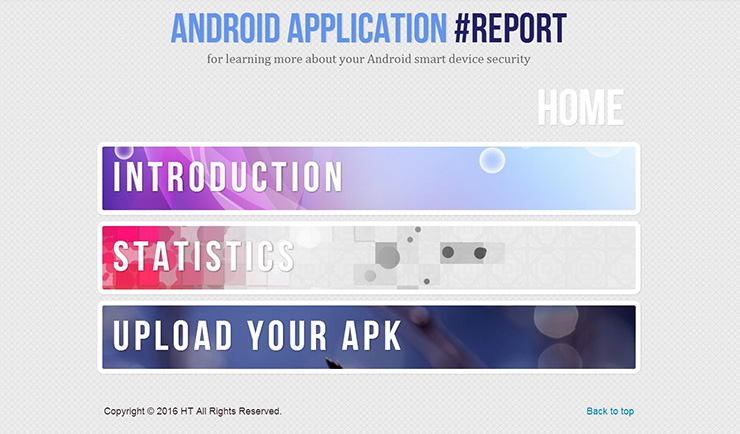 ANDROID APPLICATION #REPORT
for learning more about your Android smart device security
HOME
INTRODUCTION
STATISTICS
UPLOAD YOUR APK
Copyright © 2016 HT All Rights Reserved.
Back to top